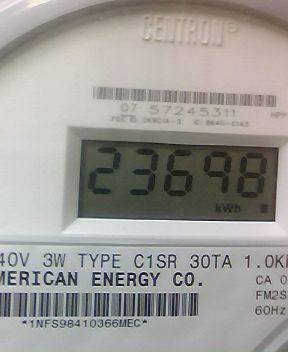 CENTRON®
07 57245311
23698
kWh
40V 3W TYPE C1SR 30TA 1.0K
MERICAN ENERGY CO.
CA 0
FM2S
60Hz
*1NFS98410366MEC*